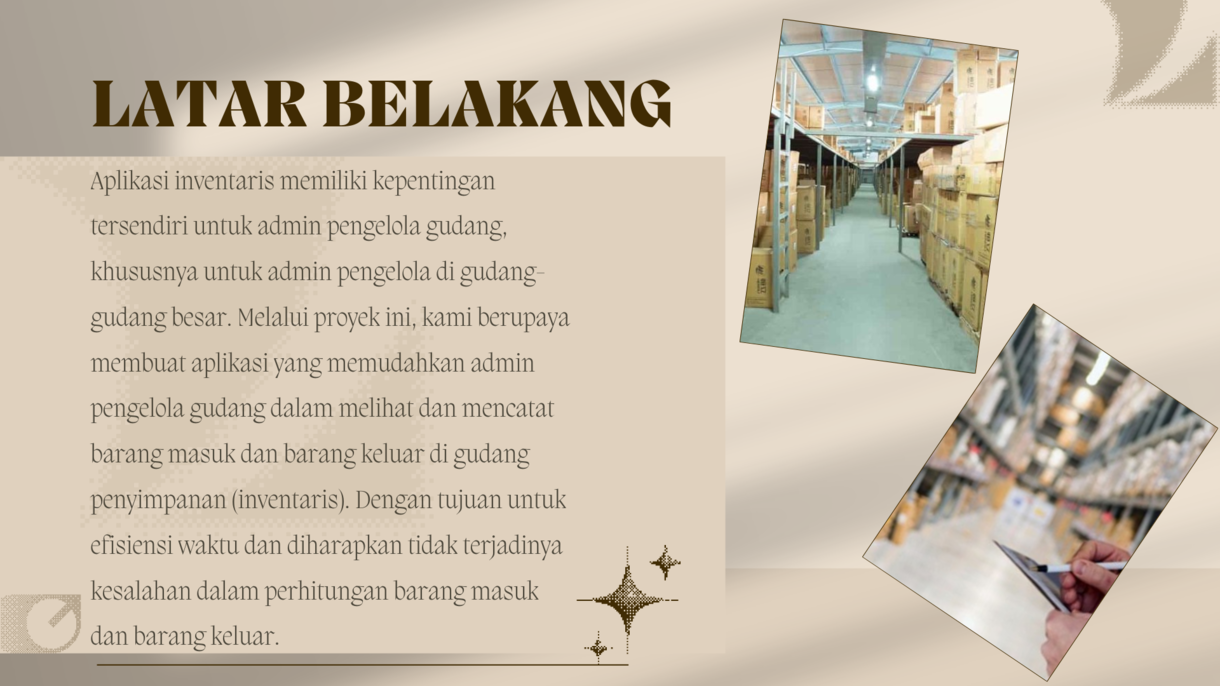 LATAR BELAKANG
Aplikasi inventaris memiliki kepentingan
tersendiri untuk admin pengelola gudang,
khususnya untuk admin pengelola di gudang-
gudang besar. Melalui proyek ini, kami berupaya
membuat aplikasi yang memudahkan admin
pengelola gudang dalam melihat dan mencatat
barang masuk dan barang keluar di gudang
penyimpanan (inventaris). Dengan tujuan untuk
efisiensi waktu dan diharapkan tidak terjadinya
kesalahan dalam perhitungan barang masuk
dan barang keluar.